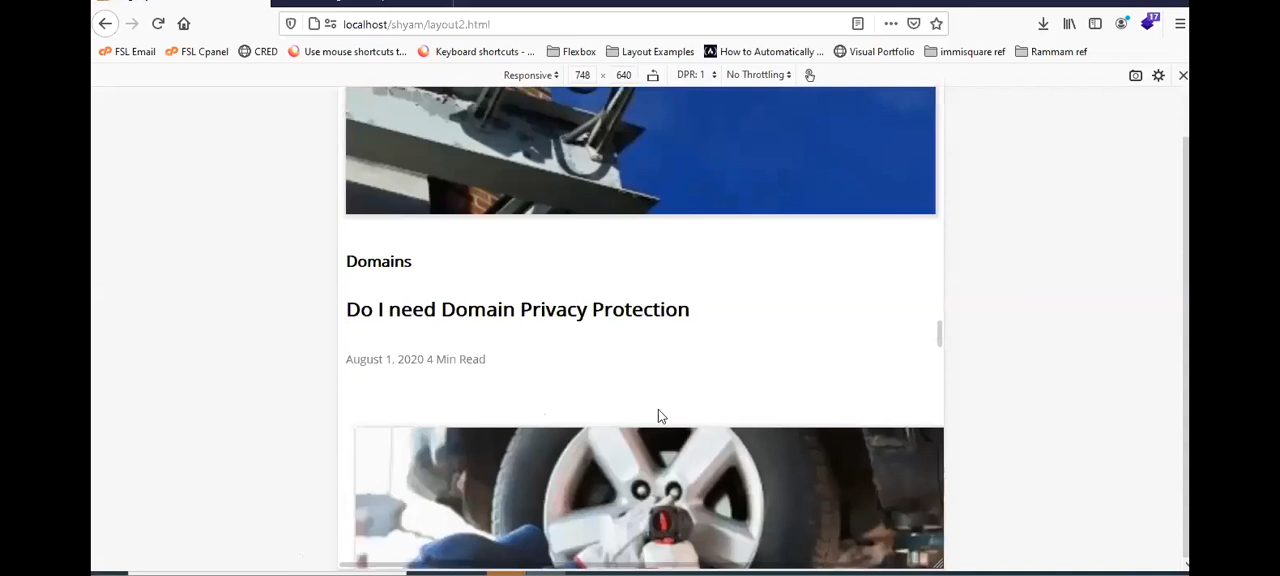 localhost/shyam/layout2.html
17
FSL Email FSL Cpanel CRED Use mouse shortcuts t... Keyboard shortcuts - ... Flexbox Layout Examples How to Automatically ... Visual Portfolio immisquare ref Rammam ref
Responsive 748 × 640 DPR: 1 No Throttling
Domains
Do I need Domain Privacy Protection
August 1, 2020 4 Min Read